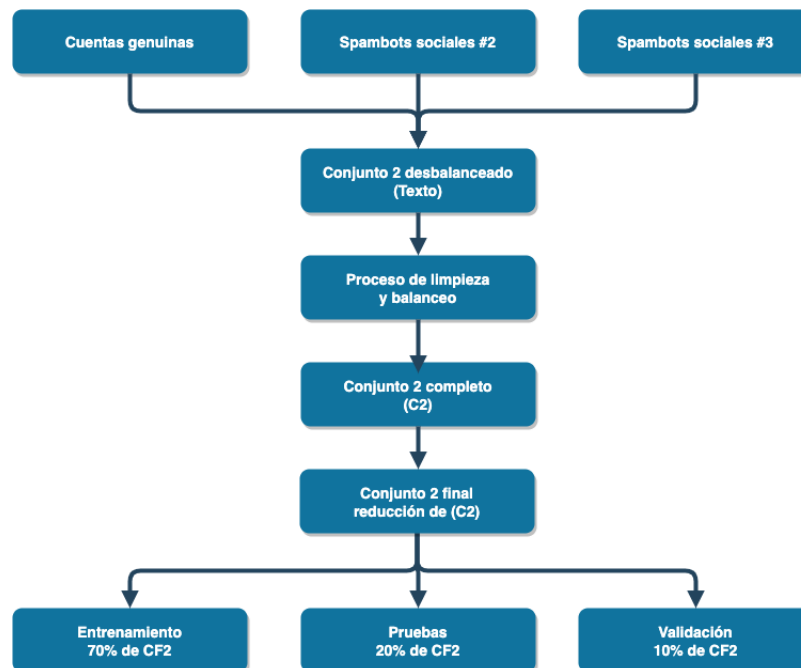 Cuentas genuinas
Spambots sociales #2
Spambots sociales #3
Conjunto 2 desbalanceado
(Texto)
Proceso de limpieza
y balanceo
Conjunto 2 completo
(C2)
Conjunto 2 final
reducción de (C2)
Entrenamiento
70% de CF2
Pruebas
20% de CF2
Validación
10% de CF2